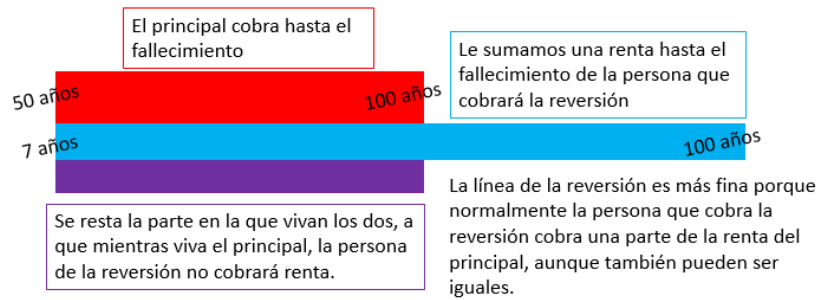 El principal cobra hasta el
fallecimiento
Le sumamos una renta hasta el
fallecimiento de la persona que
cobrará la reversión
50 años
100 años
7 años
100 años
Se resta la parte en la que vivan los dos, a
que mientras viva el principal, la persona
de la reversión no cobrará renta.
La línea de la reversión es más fina porque
normalmente la persona que cobra la
reversión cobra una parte de la renta del
principal, aunque también pueden ser
iguales.